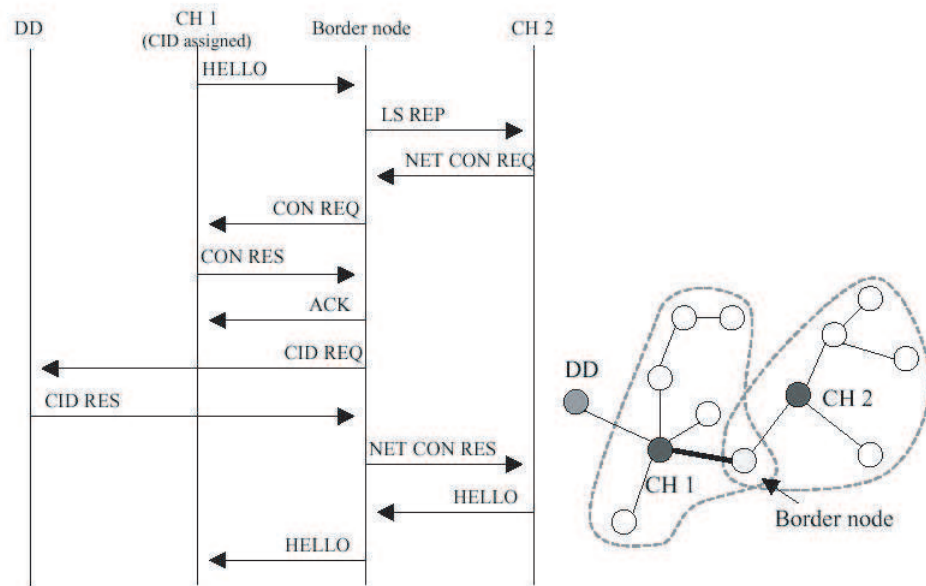 DD
CH 1
(CID assigned)
Border node
CH 2
HELLO
LS REP
NET CON REQ
CON REQ
CON RES
ACK
CID REQ
CID RES
NET CON RES
HELLO
HELLO
DD
CH 1
CH 2
Border node